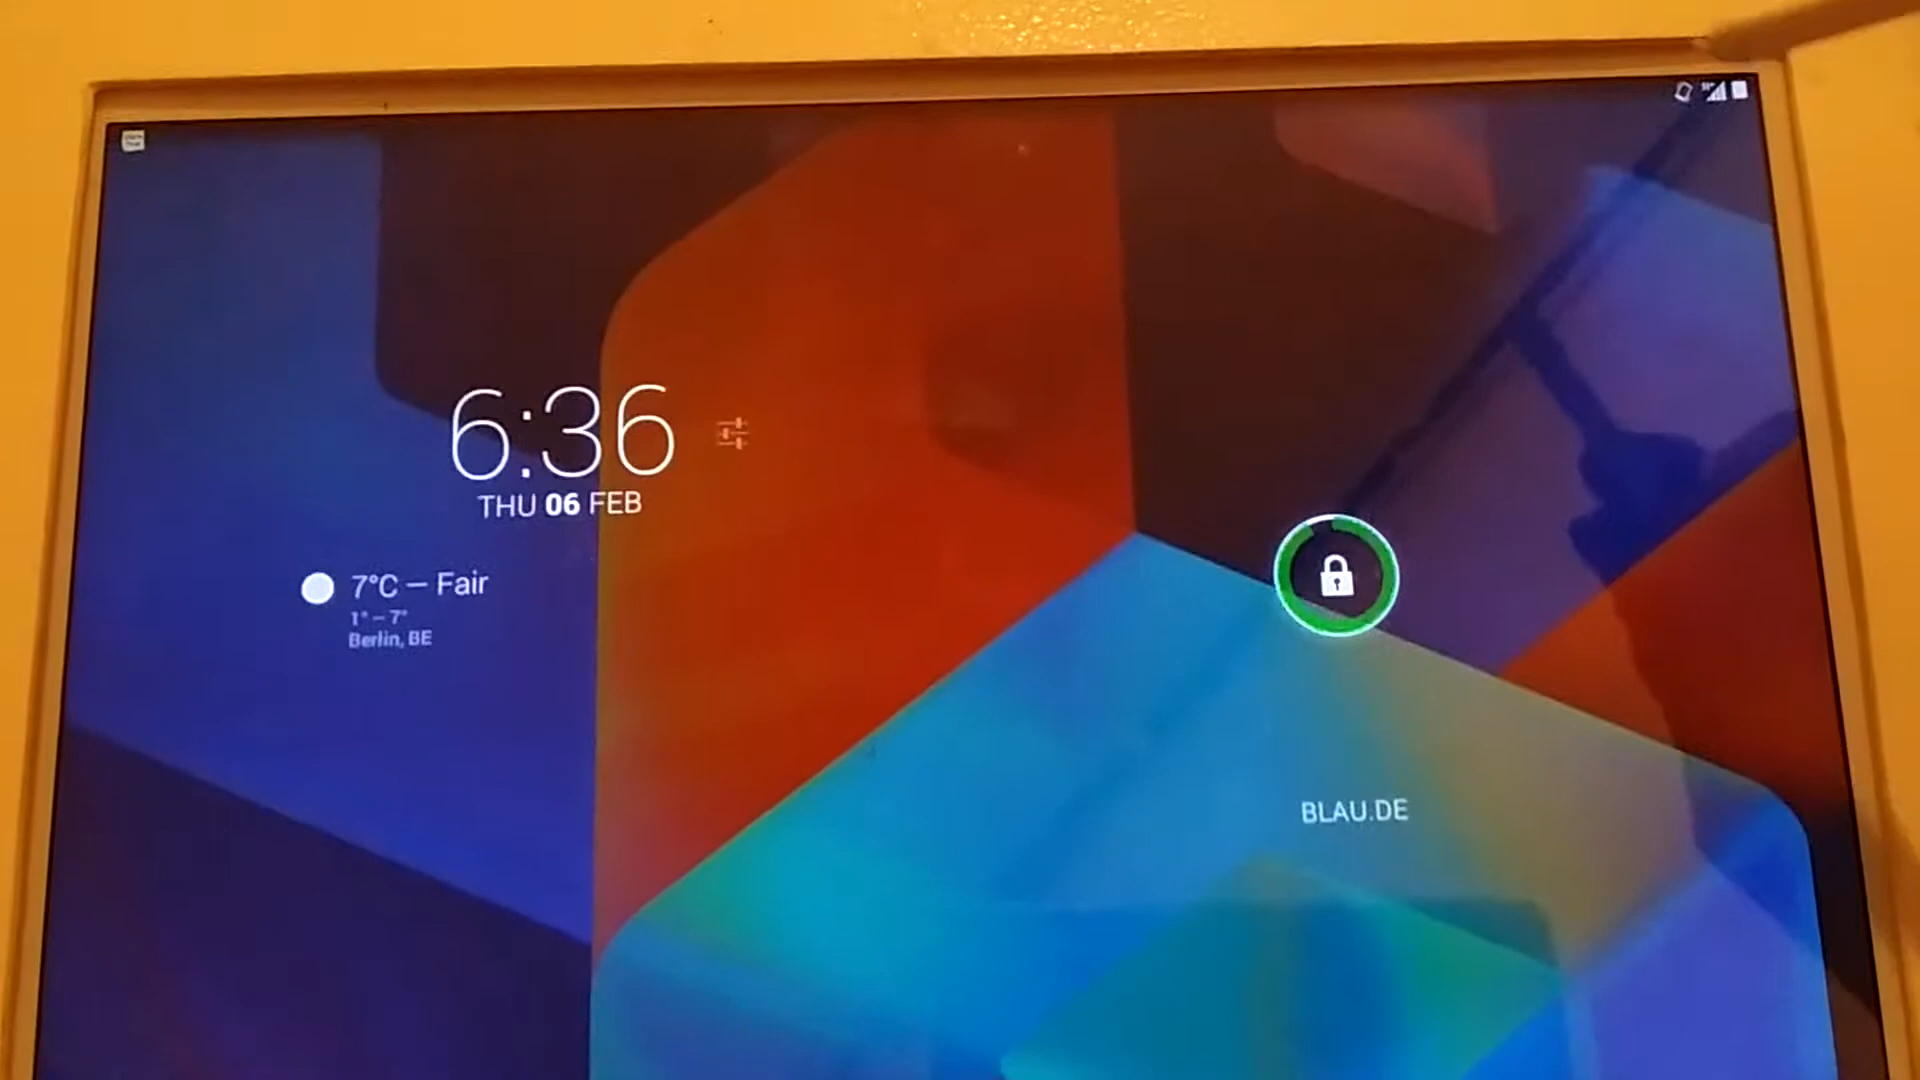 6:36
THU 06 FEB
7°C — Fair
1° – 7°
Berlin, BE
BLAU.DE